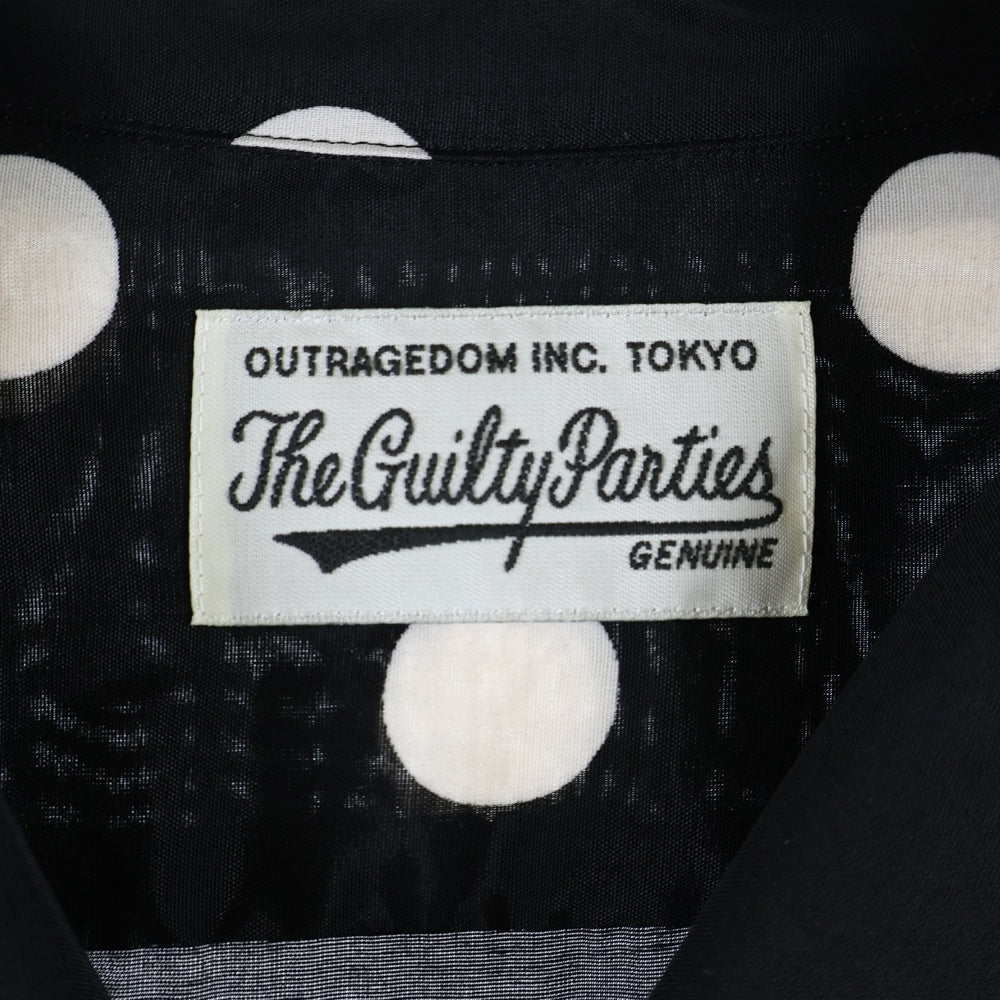 OUTRAGEDOM INC. TOKYO
The Guilty Parties
GENUINE